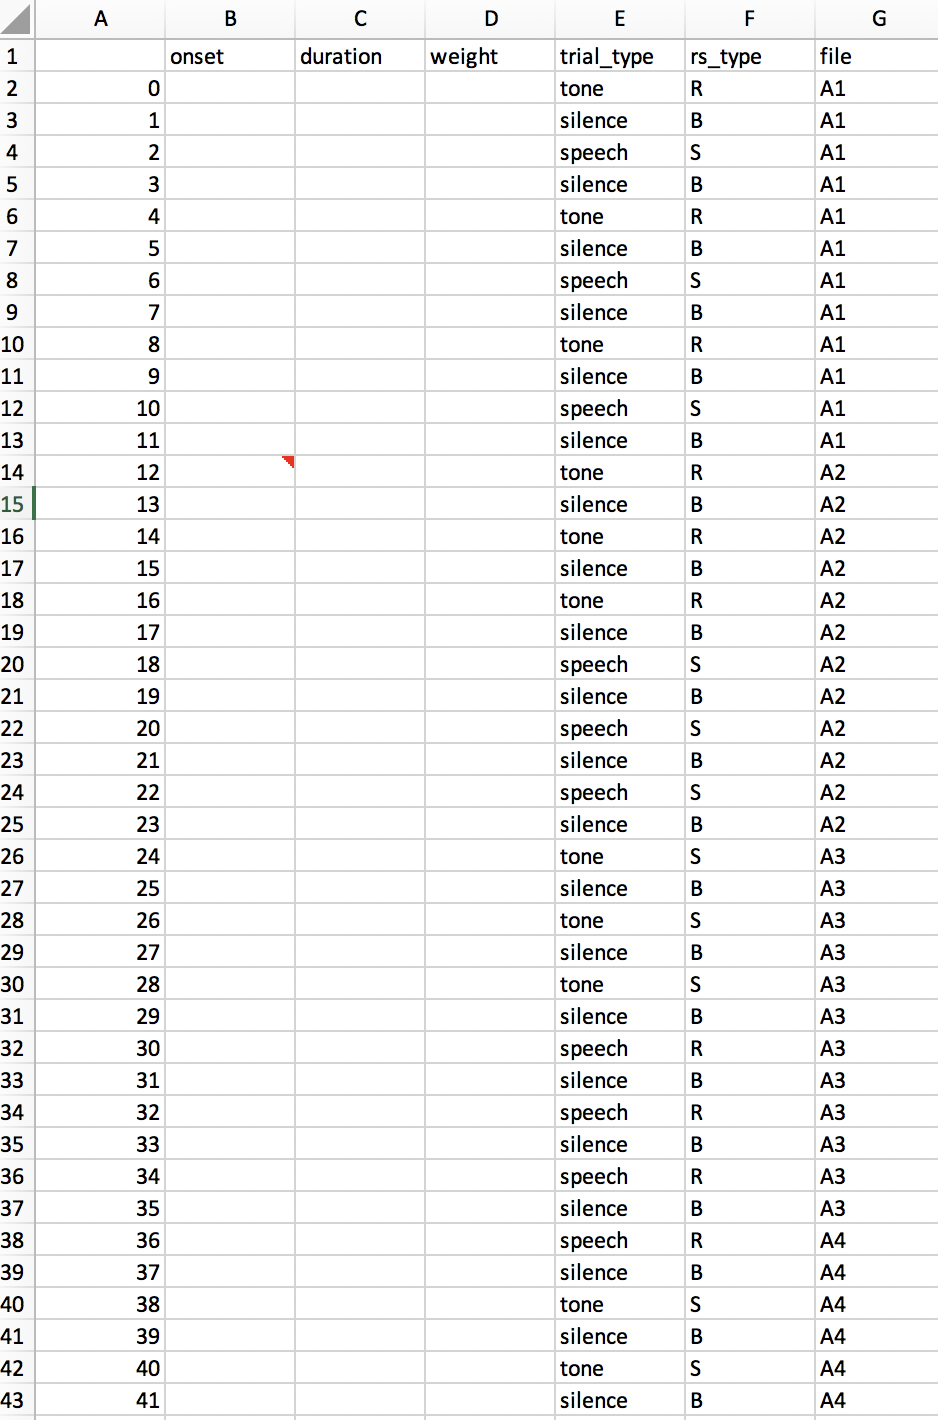 A B C D E F G
1 onset duration weight trial_type rs_type file
2 0 tone R A1
3 1 silence B A1
4 2 speech S A1
5 3 silence B A1
6 4 tone R A1
7 5 silence B A1
8 6 speech S A1
9 7 silence B A1
10 8 tone R A1
11 9 silence B A1
12 10 speech S A1
13 11 silence B A1
14 12 tone R A2
15 13 silence B A2
16 14 tone R A2
17 15 silence B A2
18 16 tone R A2
19 17 silence B A2
20 18 speech S A2
21 19 silence B A2
22 20 speech S A2
23 21 silence B A2
24 22 speech S A2
25 23 silence B A2
26 24 tone S A3
27 25 silence B A3
28 26 tone S A3
29 27 silence B A3
30 28 tone S A3
31 29 silence B A3
32 30 speech R A3
33 31 silence B A3
34 32 speech R A3
35 33 silence B A3
36 34 speech R A3
37 35 silence B A3
38 36 speech R A4
39 37 silence B A4
40 38 tone S A4
41 39 silence B A4
42 40 tone S A4
43 41 silence B A4